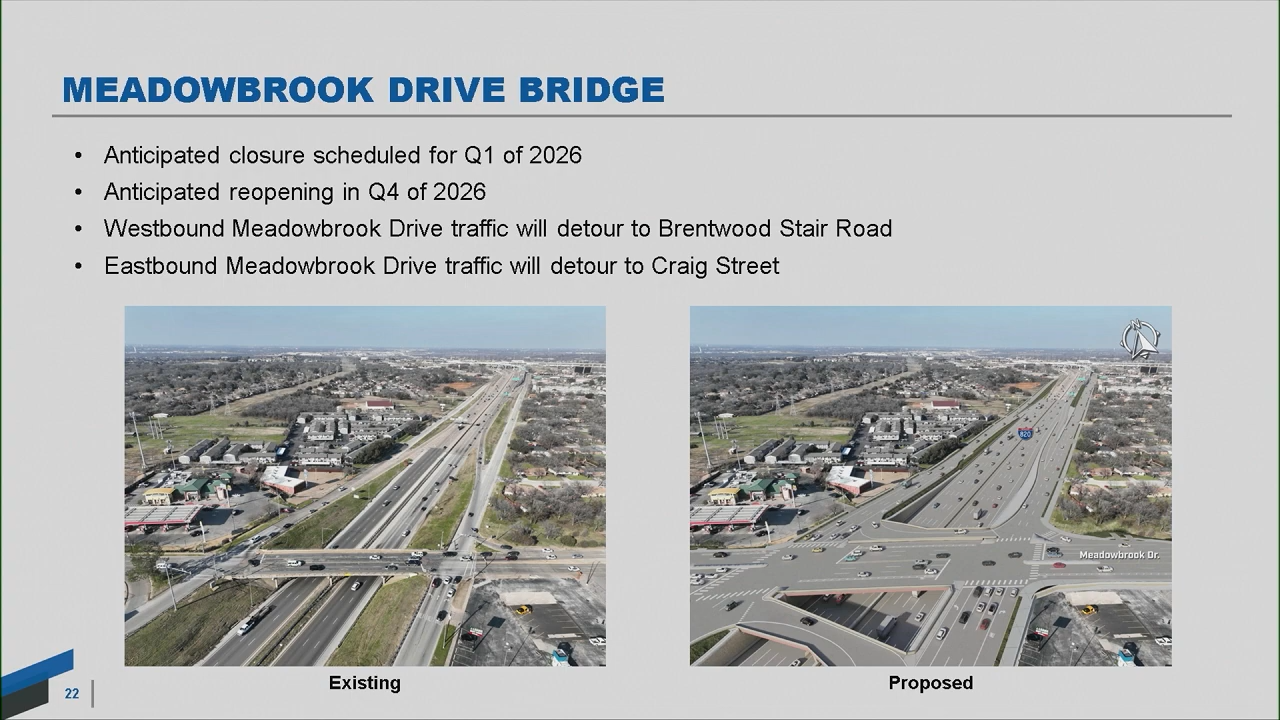 MEADOWBROOK DRIVE BRIDGE
• Anticipated closure scheduled for Q1 of 2026
• Anticipated reopening in Q4 of 2026
• Westbound Meadowbrook Drive traffic will detour to Brentwood Stair Road
• Eastbound Meadowbrook Drive traffic will detour to Craig Street
N
820
Meadowbrook Dr.
Existing
Proposed
22